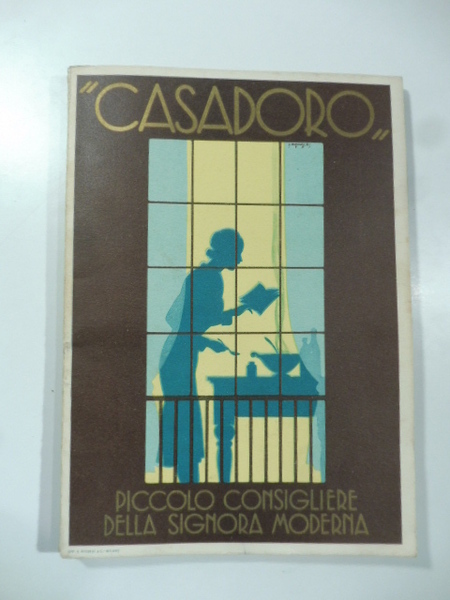 "CASADORO„
PICCOLO CONSIGLIERE
DELLA SIGNORA MODERNA